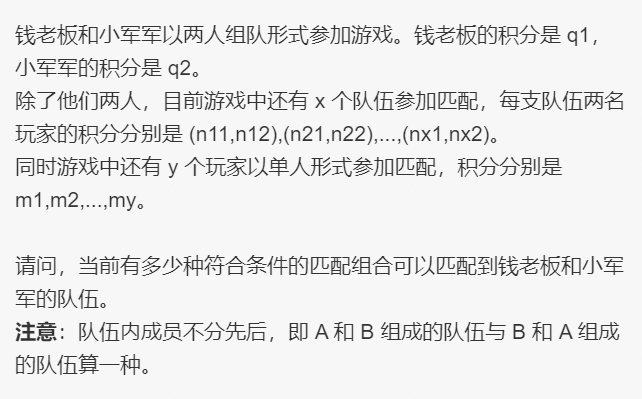 钱老板和小军军以两人组队形式参加游戏。钱老板的积分是 q1，
小军军的积分是 q2。
除了他们两人，目前游戏中还有 x 个队伍参加匹配，每支队伍两名
玩家的积分分别是 (n11,n12),(n21,n22),...,(nx1,nx2)。
同时游戏中还有 y 个玩家以单人形式参加匹配，积分分别是
m1,m2,...,my。
请问，当前有多少种符合条件的匹配组合可以匹配到钱老板和小军
军的队伍。
注意：队伍内成员不分先后，即 A 和 B 组成的队伍与 B 和 A 组成
的队伍算一种。